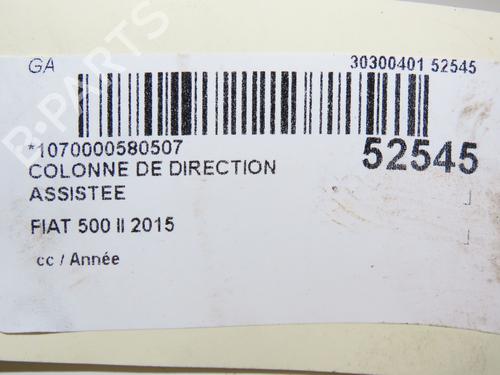 GA 30300401 52545
*1070000580507 52545
COLONNE DE DIRECTION
ASSISTEE
FIAT 500 II 2015
cc / Année
B-PARTS